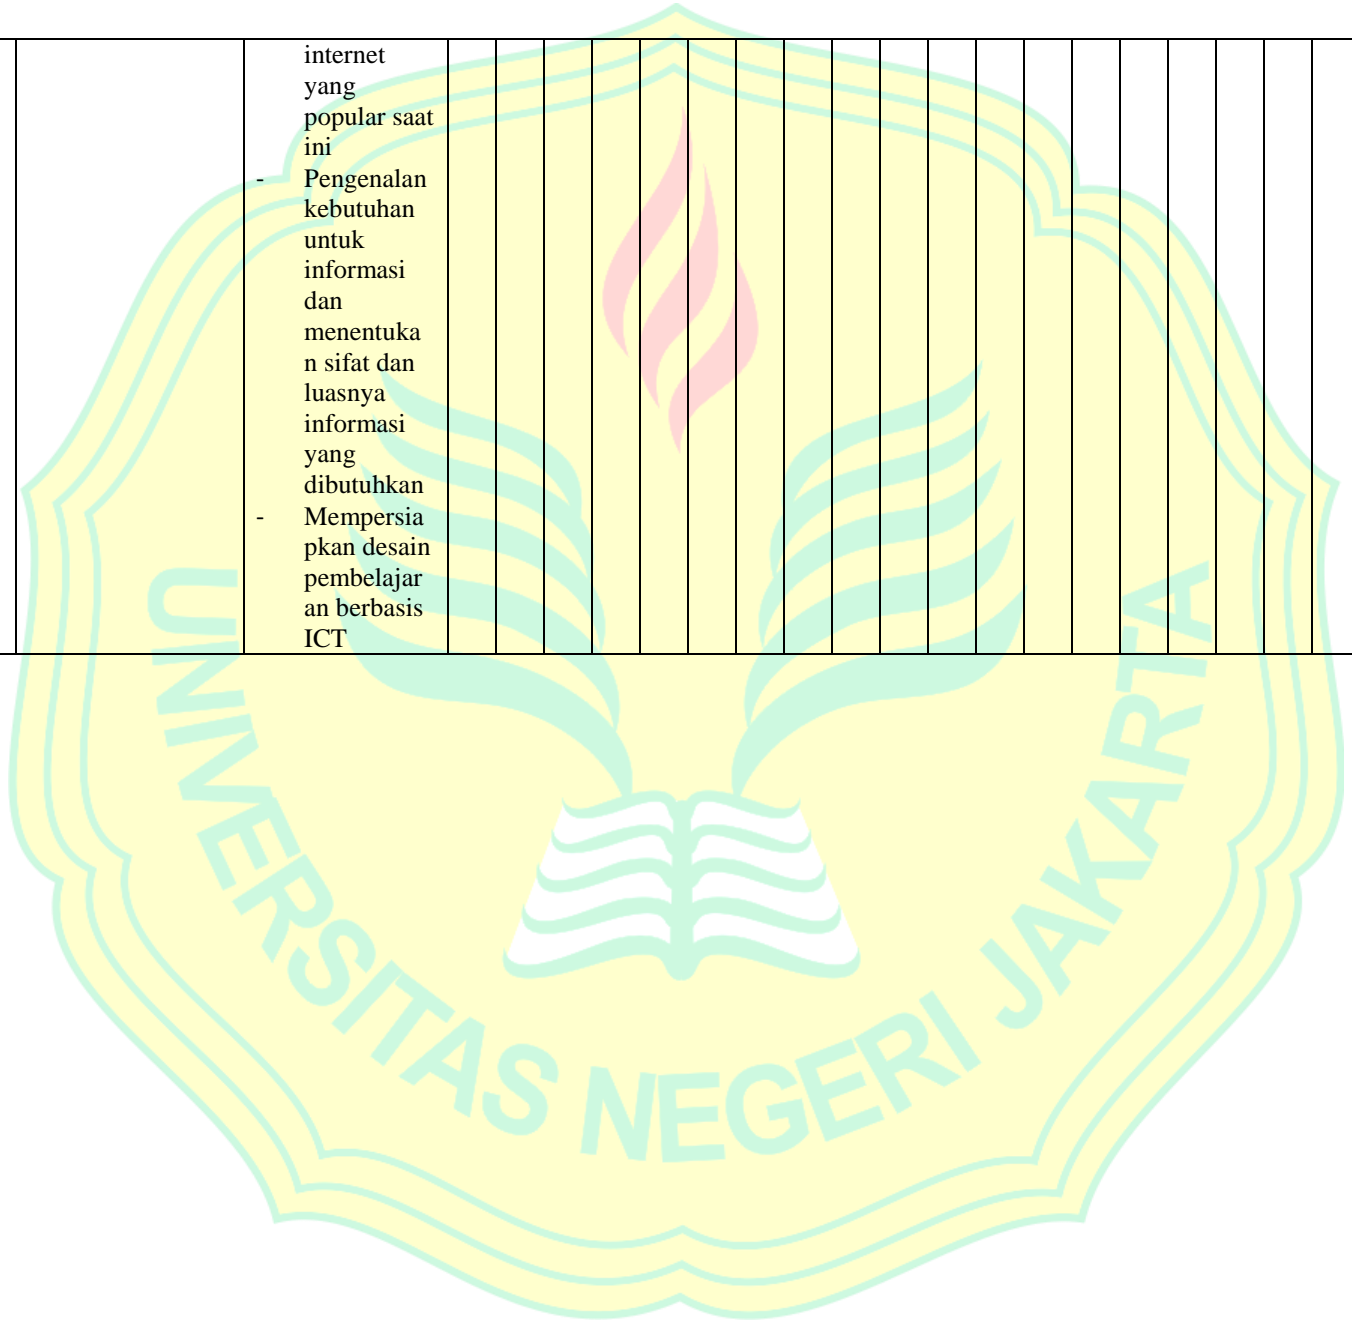 internet
yang
popular saat
ini
- Pengenalan
kebutuhan
untuk
informasi
dan
menentuka
n sifat dan
luasnya
informasi
yang
dibutuhkan
- Mempersia
pkan desain
pembelajar
an berbasis
ICT
UNIVERSITAS NEGERI JAKARTA